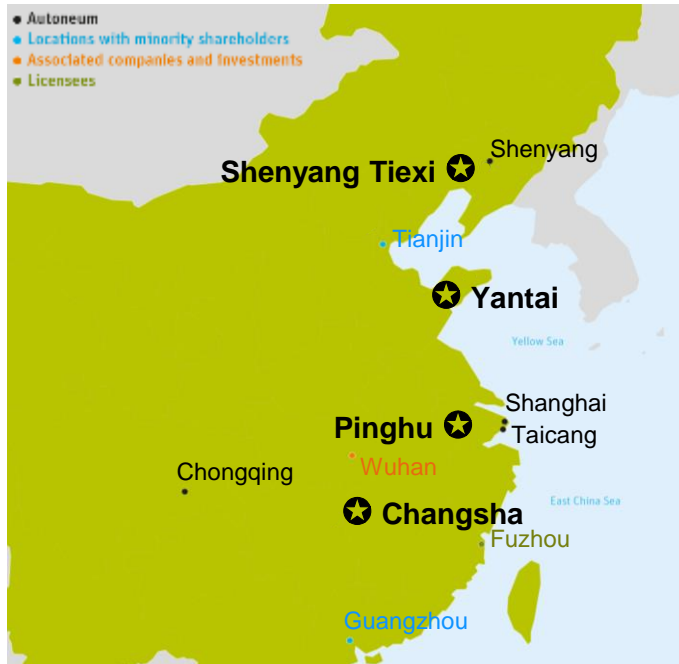 Autoneum
Locations with minority shareholders
Associated companies and Investments
Licensees
Shenyang
Shenyang Tiexi
Tianjin
Yantai
Yellow Sea
Shanghai
Pinghu
Taicang
Wuhan
Chongqing
East China Sea
Changsha
Fuzhou
Guangzhou